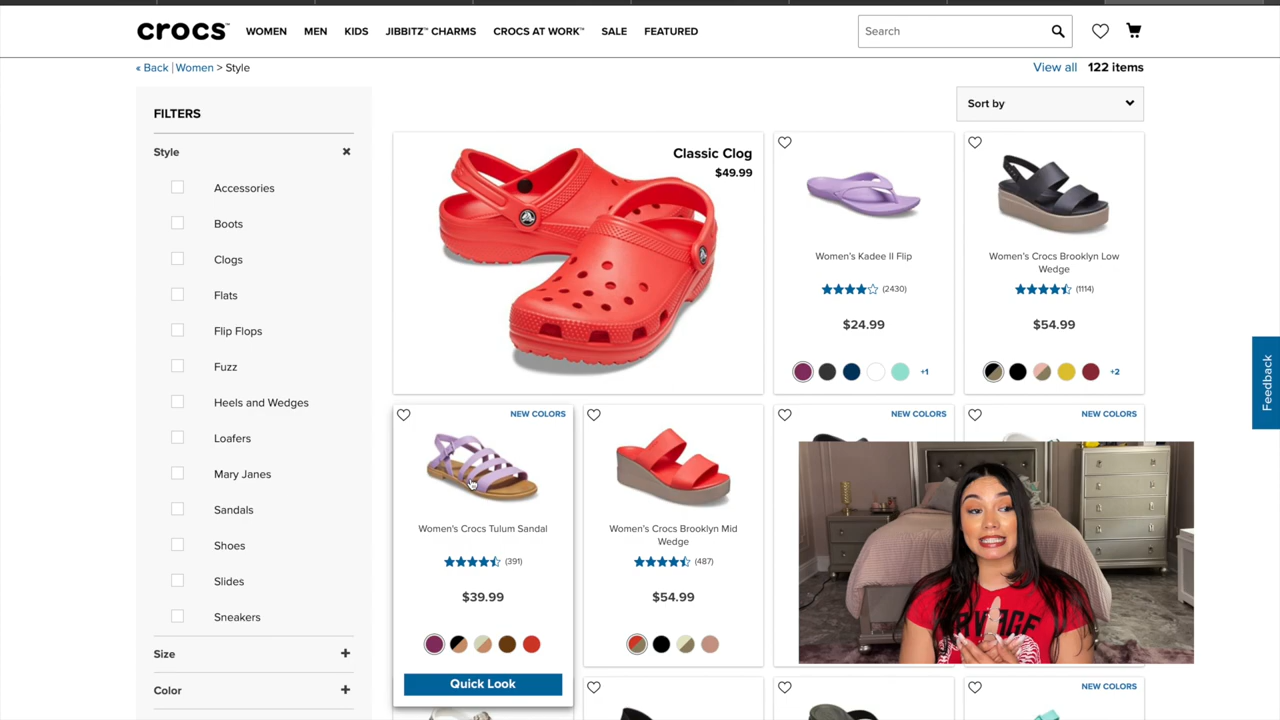 crocs™
WOMEN MEN KIDS JIBBITZ™ CHARMS CROCS AT WORK™ SALE FEATURED
Search
« Back | Women > Style
View all 122 items
FILTERS
Sort by
Style
Accessories
Boots
Clogs
Flats
Flip Flops
Fuzz
Heels and Wedges
Loafers
Mary Janes
Sandals
Shoes
Slides
Sneakers
Size
Color
Classic Clog
$49.99
Women's Kadee II Flip
(2430)
$24.99
+1
Women's Crocs Brooklyn Low
Wedge
(1114)
$54.99
+2
NEW COLORS
Women's Crocs Tulum Sandal
(391)
$39.99
Quick Look
Women's Crocs Brooklyn Mid
Wedge
(487)
$54.99
NEW COLORS
NEW COLORS
NEW COLORS
Feedback